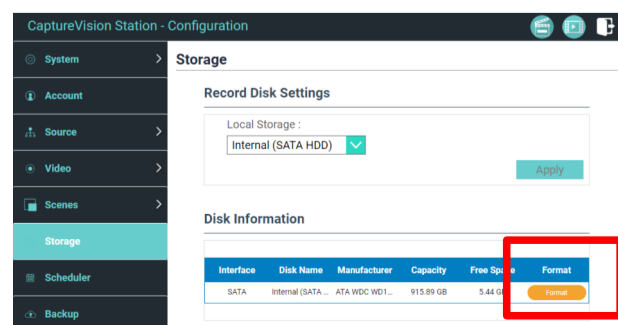 CaptureVision Station - Configuration
System
Account
Source
Video
Scenes
Storage
Scheduler
Backup
Storage
Record Disk Settings
Local Storage :
Internal (SATA HDD)
Apply
Disk Information
Interface Disk Name Manufacturer Capacity Free Space Format
SATA Internal (SATA ... ATA WDC WD1... 915.89 GB 5.44 GB Format